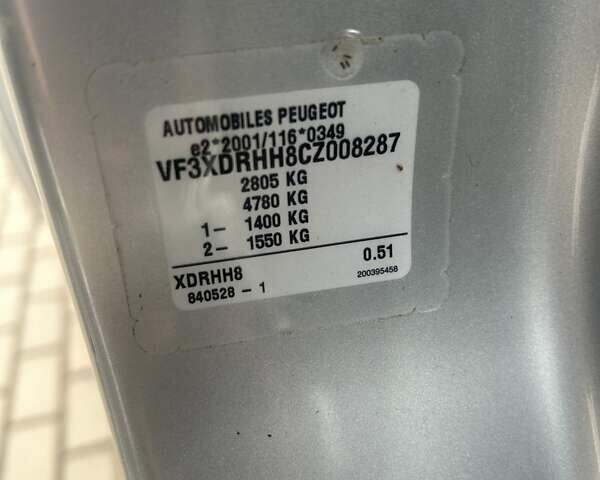 AUTOMOBILES PEUGEOT
e2*2001/116*0349
VF3XDRHH8CZ008287
2805 KG
4780 KG
1- 1400 KG
2- 1550 KG
XDRHH8 0.51
840528 - 1 200395458